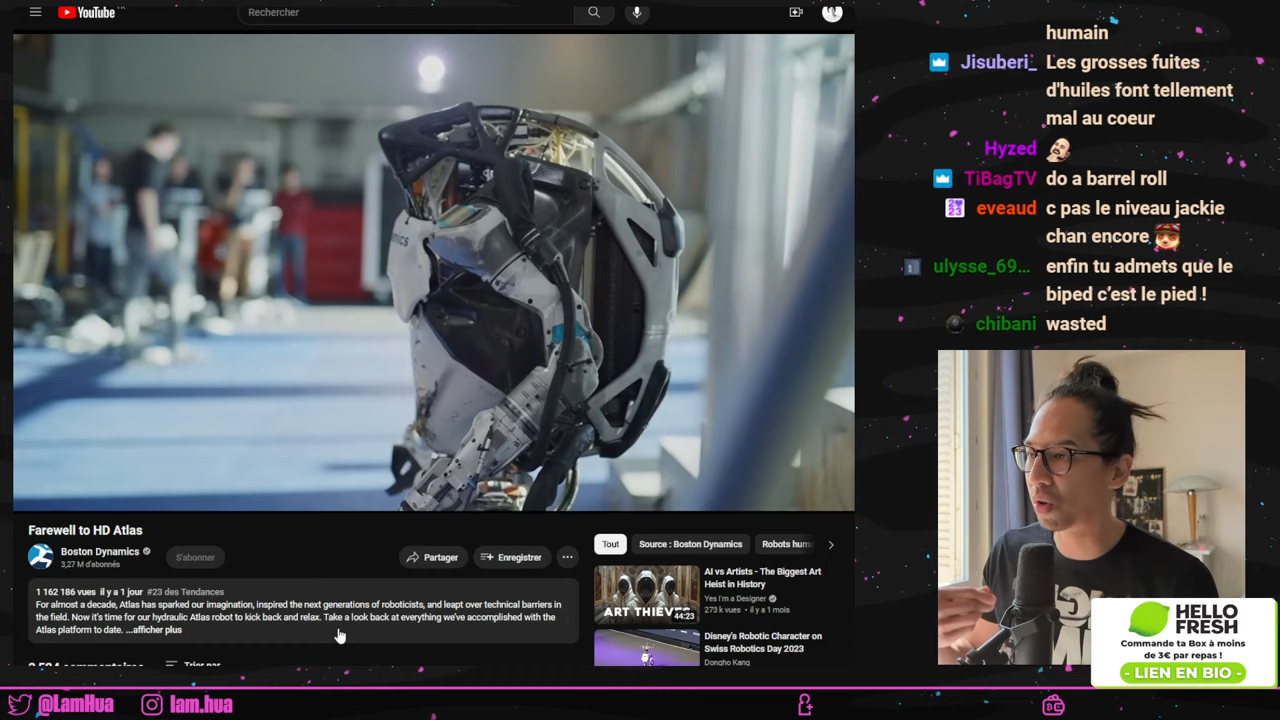 YouTube
Rechercher
Farewell to HD Atlas
Boston Dynamics
3,27 M d'abonnés
S'abonner
Partager
Enregistrer
1 162 186 vues il y a 1 jour #23 des Tendances
For almost a decade, Atlas has sparked our imagination, inspired the next generations of roboticists, and leapt over technical barriers in
the field. Now it's time for our hydraulic Atlas robot to kick back and relax. Take a look back at everything we've accomplished with the
Atlas platform to date. ...afficher plus
Tout
Source : Boston Dynamics
Robots hum
ART THIEVES
44:23
AI vs Artists - The Biggest Art
Heist in History
Yes I'm a Designer
273 k vues • il y a 1 mois
Disney's Robotic Character on
Swiss Robotics Day 2023
Dongho Kang
humain
Jisuberi_ Les grosses fuites
d'huiles font tellement
mal au coeur
Hyzed
TiBagTV do a barrel roll
eveaud c pas le niveau jackie
chan encore
ulysse_69... enfin tu admets que le
biped c'est le pied !
chibani wasted
HELLO
FRESH
Commande ta Box à moins
de 3€ par repas !
- LIEN EN BIO -
@LamHua
lam.hua